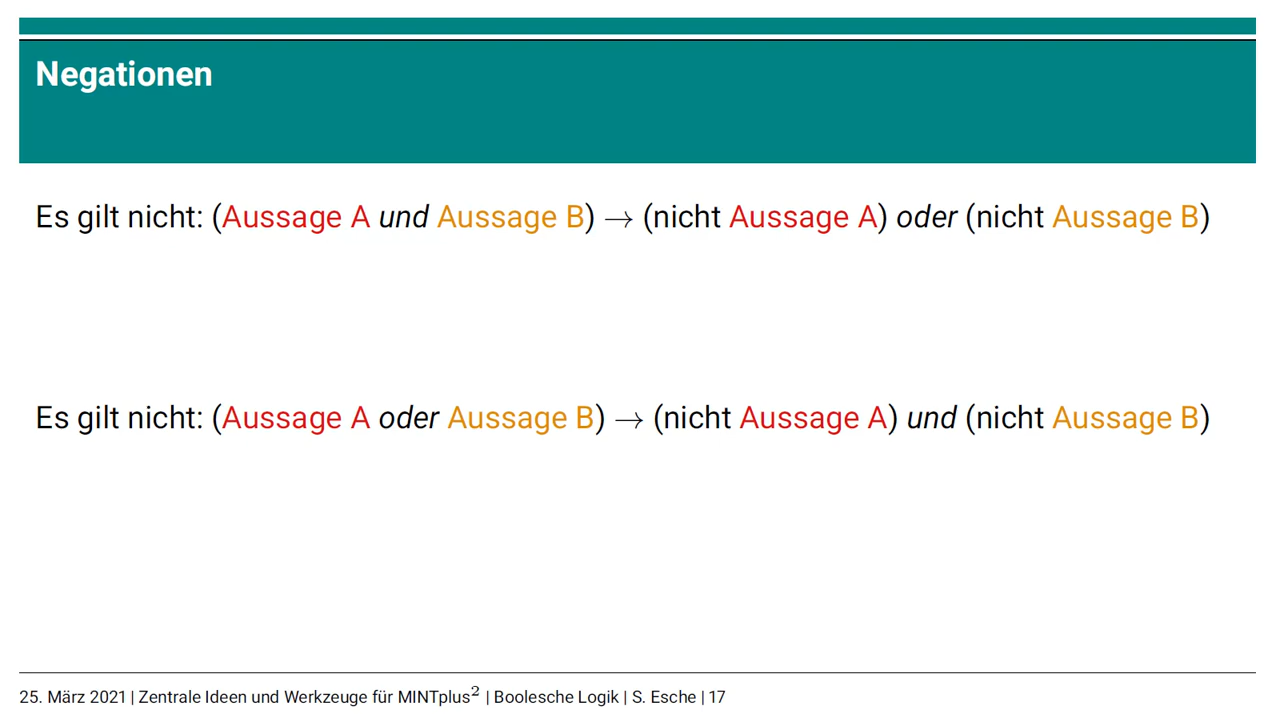 Negationen
Es gilt nicht: (Aussage A und Aussage B) → (nicht Aussage A) oder (nicht Aussage B)
Es gilt nicht: (Aussage A oder Aussage B) → (nicht Aussage A) und (nicht Aussage B)
25. März 2021 | Zentrale Ideen und Werkzeuge für MINTplus² | Boolesche Logik | S. Esche | 17